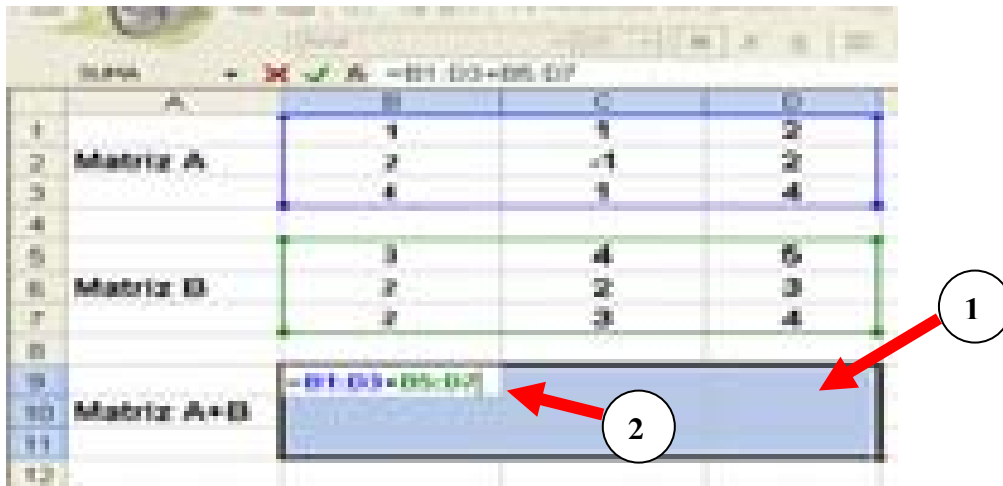 SUMA =B1:D3+B5:D7
A B C D
1 1 1 2
2 Matriz A 2 -1 2
3 4 1 4
4
5 3 4 5
6 Matriz B 2 2 3
7 2 3 4
8
9 =B1:D3+B5:D7
10 Matriz A+B
11
12
1
2